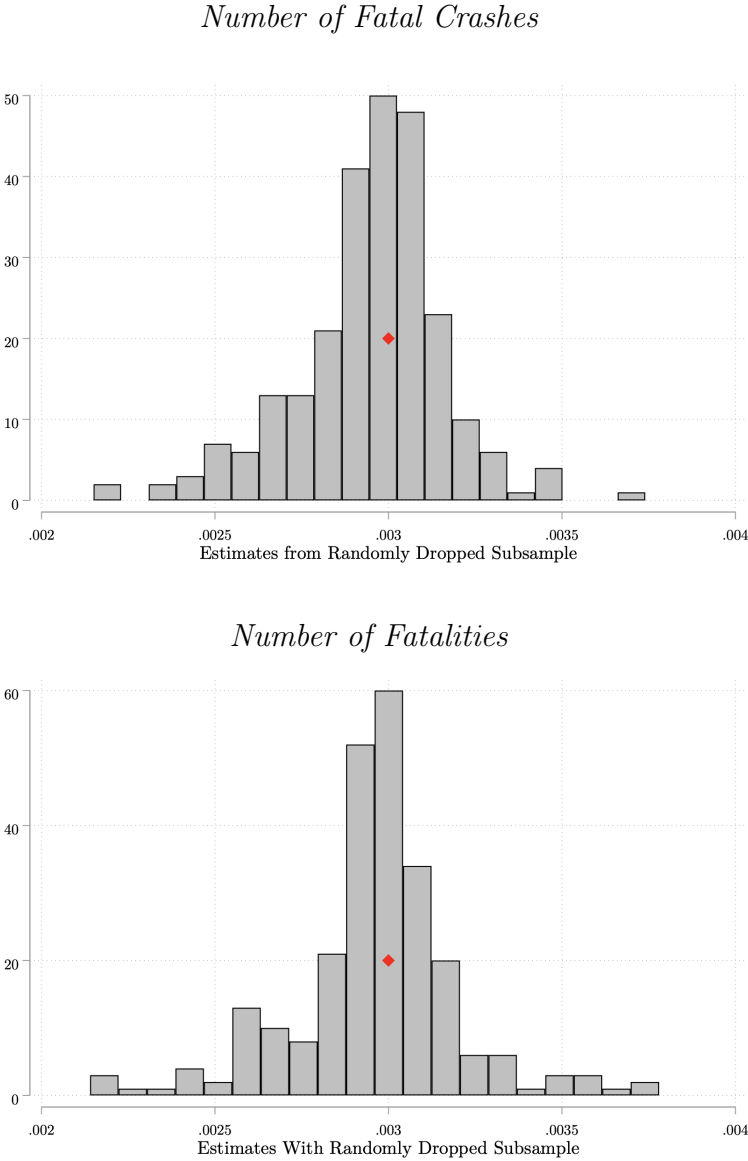 Number of Fatal Crashes
50
40
30
20
10
0
.002 .0025 .003 .0035 .004
Estimates from Randomly Dropped Subsample
Number of Fatalities
60
40
20
0
.002 .0025 .003 .0035 .004
Estimates With Randomly Dropped Subsample